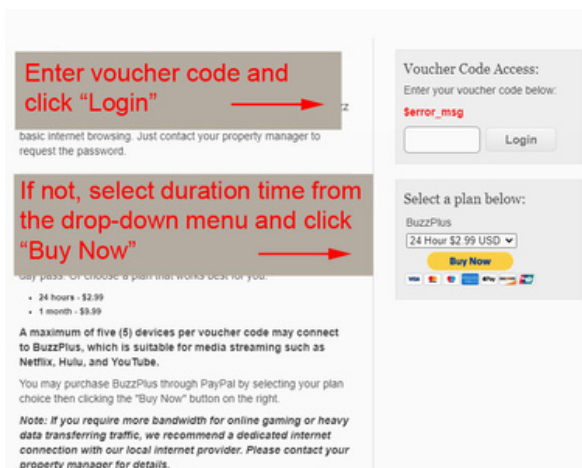 Enter voucher code and
click “Login”
zz
basic internet browsing. Just contact your property manager to
request the password.
If not, select duration time from
the drop-down menu and click
“Buy Now”
day pass. Or choose a plan that works best for you.
24 hours - $2.99
1 month - $9.99
A maximum of five (5) devices per voucher code may connect
to BuzzPlus, which is suitable for media streaming such as
Netflix, Hulu, and YouTube.
You may purchase BuzzPlus through PayPal by selecting your plan
choice then clicking the "Buy Now" button on the right.
Note: If you require more bandwidth for online gaming or heavy
data transferring traffic, we recommend a dedicated internet
connection with our local internet provider. Please contact your
property manager for details.
Voucher Code Access:
Enter your voucher code below:
$error_msg
Login
Select a plan below:
BuzzPlus
24 Hour $2.99 USD
Buy Now
VISA